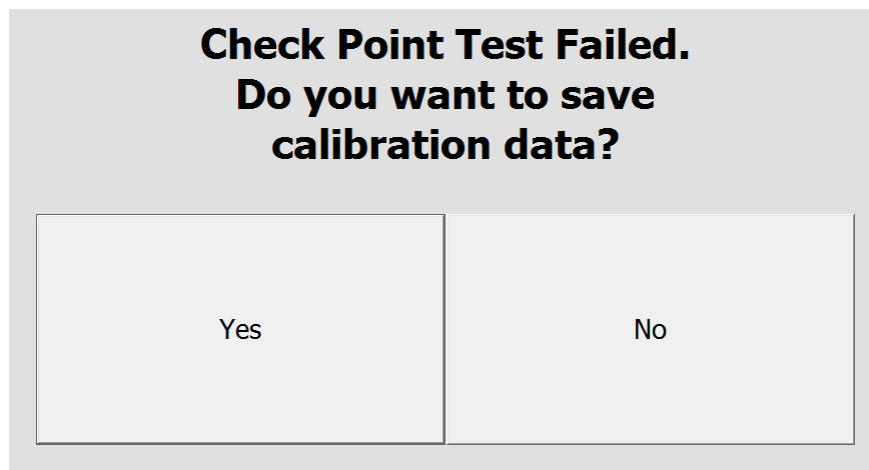 Check Point Test Failed.
Do you want to save
calibration data?
Yes
No